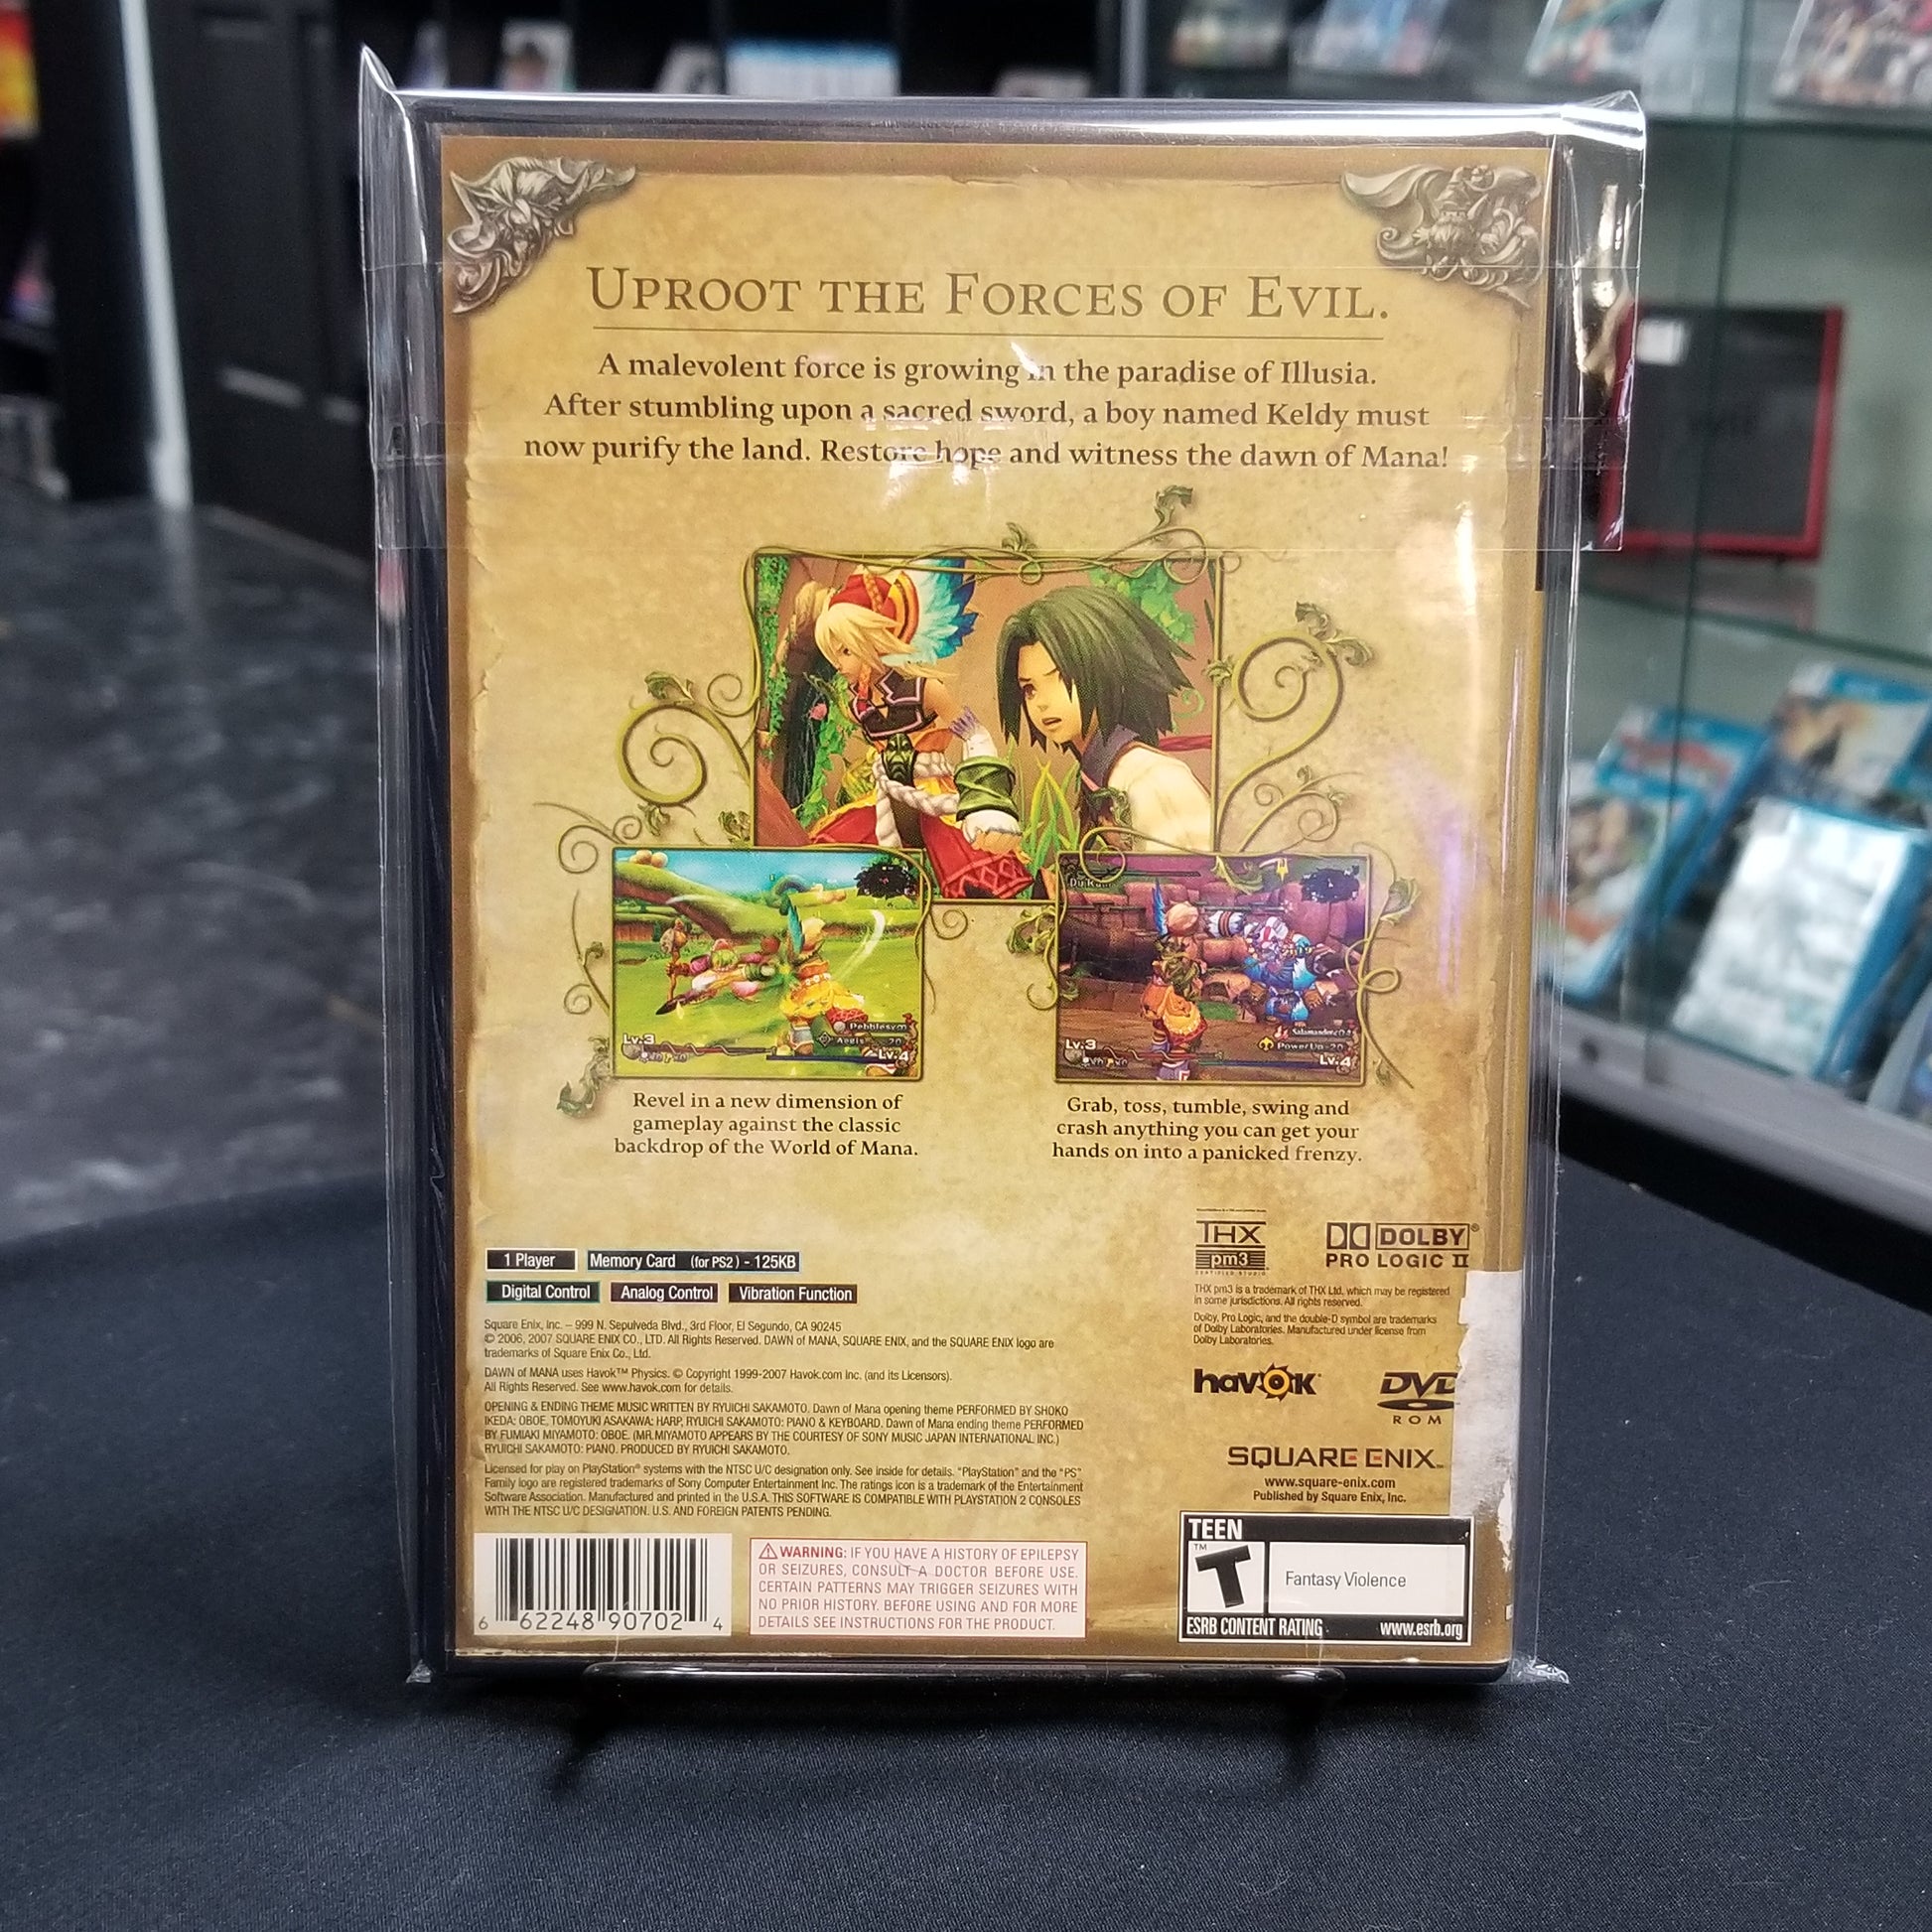 UPROOT THE FORCES OF EVIL.
A malevolent force is growing in the paradise of Illusia.
After stumbling upon a sacred sword, a boy named Keldy must
now purify the land. Restore hope and witness the dawn of Mana!
Lv.3
Pebbles
Aegis 20
Lv.4
Lv.3
Salamander
Power Up 20
Lv.4
Revel in a new dimension of
gameplay against the classic
backdrop of the World of Mana.
Grab, toss, tumble, swing and
crash anything you can get your
hands on into a panicked frenzy.
1 Player
Memory Card (for PS2) - 125KB
Digital Control
Analog Control
Vibration Function
THX
pm3
CERTIFIED STUDIO
DOLBY®
PRO LOGIC II
THX pm3 is a trademark of THX Ltd. which may be registered
in some jurisdictions. All rights reserved.
Dolby, Pro Logic, and the double-D symbol are trademarks
of Dolby Laboratories. Manufactured under license from
Dolby Laboratories.
Square Enix, Inc. – 999 N. Sepulveda Blvd., 3rd Floor, El Segundo, CA 90245
© 2006, 2007 SQUARE ENIX CO., LTD. All Rights Reserved. DAWN of MANA, SQUARE ENIX, and the SQUARE ENIX logo are
trademarks of Square Enix Co., Ltd.
DAWN of MANA uses Havok™ Physics. © Copyright 1999-2007 Havok.com Inc. (and its Licensors).
All Rights Reserved. See www.havok.com for details.
OPENING & ENDING THEME MUSIC WRITTEN BY RYUICHI SAKAMOTO, Dawn of Mana opening theme PERFORMED BY SHOKO
IKEDA: OBOE, TOMOYUKI ASAKAWA: HARP, RYUICHI SAKAMOTO: PIANO & KEYBOARD, Dawn of Mana ending theme PERFORMED
BY FUMIAKI MIYAMOTO: OBOE. (MR.MIYAMOTO APPEARS BY THE COURTESY OF SONY MUSIC JAPAN INTERNATIONAL INC.)
RYUICHI SAKAMOTO: PIANO. PRODUCED BY RYUICHI SAKAMOTO.
Licensed for play on PlayStation® systems with the NTSC U/C designation only. See inside for details. "PlayStation" and the "PS"
Family logo are registered trademarks of Sony Computer Entertainment Inc. The ratings icon is a trademark of the Entertainment
Software Association. Manufactured and printed in the U.S.A. THIS SOFTWARE IS COMPATIBLE WITH PLAYSTATION 2 CONSOLES
WITH THE NTSC U/C DESIGNATION. U.S. AND FOREIGN PATENTS PENDING.
havok
DVD
ROM
SQUARE ENIX
www.square-enix.com
Published by Square Enix, Inc.
6 62248 90702 4
WARNING: IF YOU HAVE A HISTORY OF EPILEPSY
OR SEIZURES, CONSULT A DOCTOR BEFORE USE.
CERTAIN PATTERNS MAY TRIGGER SEIZURES WITH
NO PRIOR HISTORY. BEFORE USING AND FOR MORE
DETAILS SEE INSTRUCTIONS FOR THE PRODUCT.
TEEN
T™
Fantasy Violence
ESRB CONTENT RATING www.esrb.org